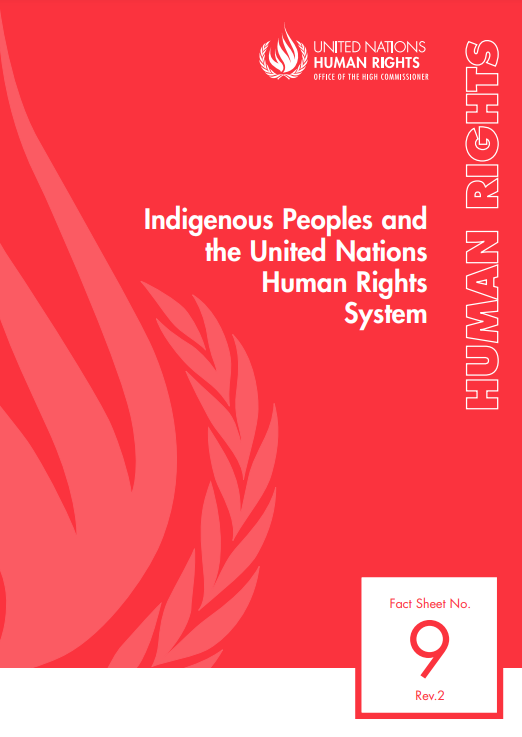 UNITED NATIONS
HUMAN RIGHTS
OFFICE OF THE HIGH COMMISSIONER
HUMAN RIGHTS
Indigenous Peoples and
the United Nations
Human Rights
System
Fact Sheet No.
9
Rev.2